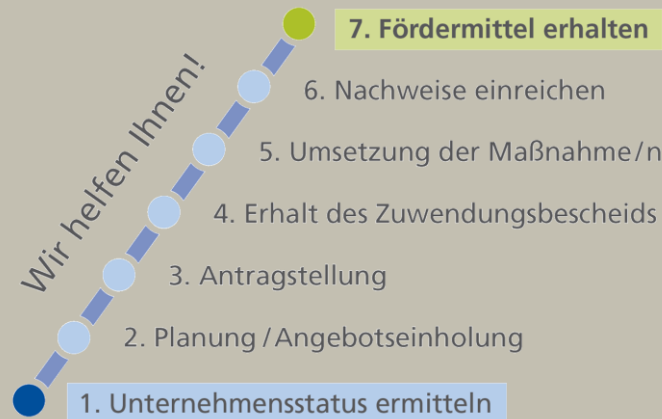 Wir helfen Ihnen!
7. Fördermittel erhalten
6. Nachweise einreichen
5. Umsetzung der Maßnahme/n
4. Erhalt des Zuwendungsbescheids
3. Antragstellung
2. Planung/Angebotseinholung
1. Unternehmensstatus ermitteln